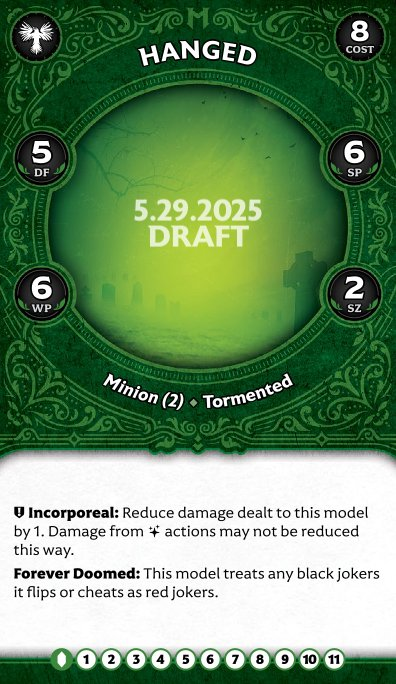 HANGED
8
COST
5
DF
6
SP
5.29.2025
DRAFT
6
WP
2
SZ
Minion (2) ◆ Tormented
Incorporeal: Reduce damage dealt to this model
by 1. Damage from actions may not be reduced
this way.
Forever Doomed: This model treats any black jokers
it flips or cheats as red jokers.
1 2 3 4 5 6 7 8 9 10 11